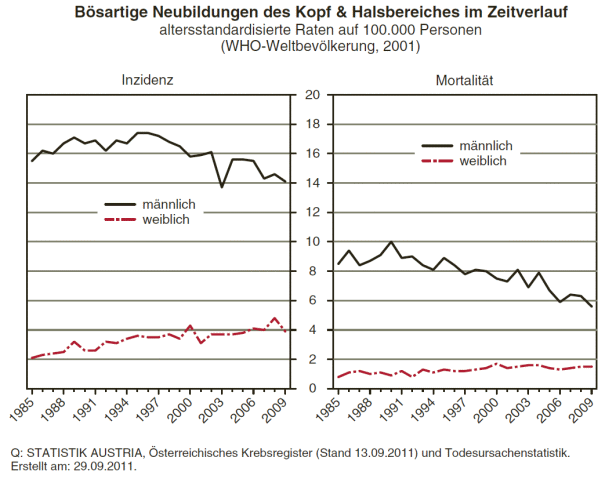 Bösartige Neubildungen des Kopf & Halsbereiches im Zeitverlauf
altersstandardisierte Raten auf 100.000 Personen
(WHO-Weltbevölkerung, 2001)
Inzidenz
Mortalität
20
18
16
14
12
10
8
6
4
2
0
männlich
weiblich
männlich
weiblich
1985
1988
1991
1994
1997
2000
2003
2006
2009
1985
1988
1991
1994
1997
2000
2003
2006
2009
Q: STATISTIK AUSTRIA, Österreichisches Krebsregister (Stand 13.09.2011) und Todesursachenstatistik.
Erstellt am: 29.09.2011.